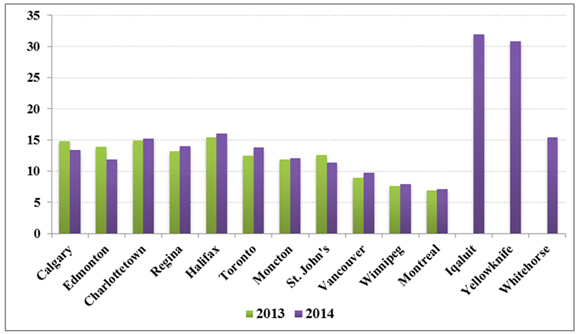 35
30
25
20
15
10
5
0
Calgary
Edmonton
Charlottetown
Regina
Halifax
Toronto
Moncton
St. John's
Vancouver
Winnipeg
Montreal
Iqaluit
Yellowknife
Whitehorse
2013 2014